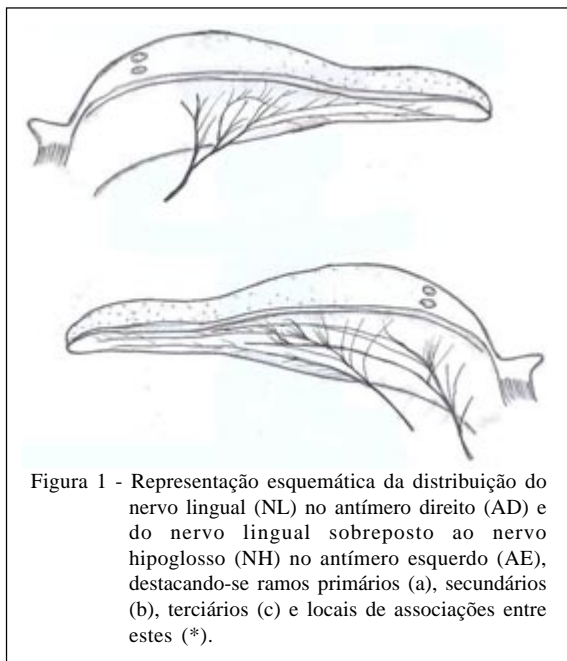 Figura 1 - Representação esquemática da distribuição do
nervo lingual (NL) no antímero direito (AD) e
do nervo lingual sobreposto ao nervo
hipoglosso (NH) no antímero esquerdo (AE),
destacando-se ramos primários (a), secundários
(b), terciários (c) e locais de associações entre
estes (*).